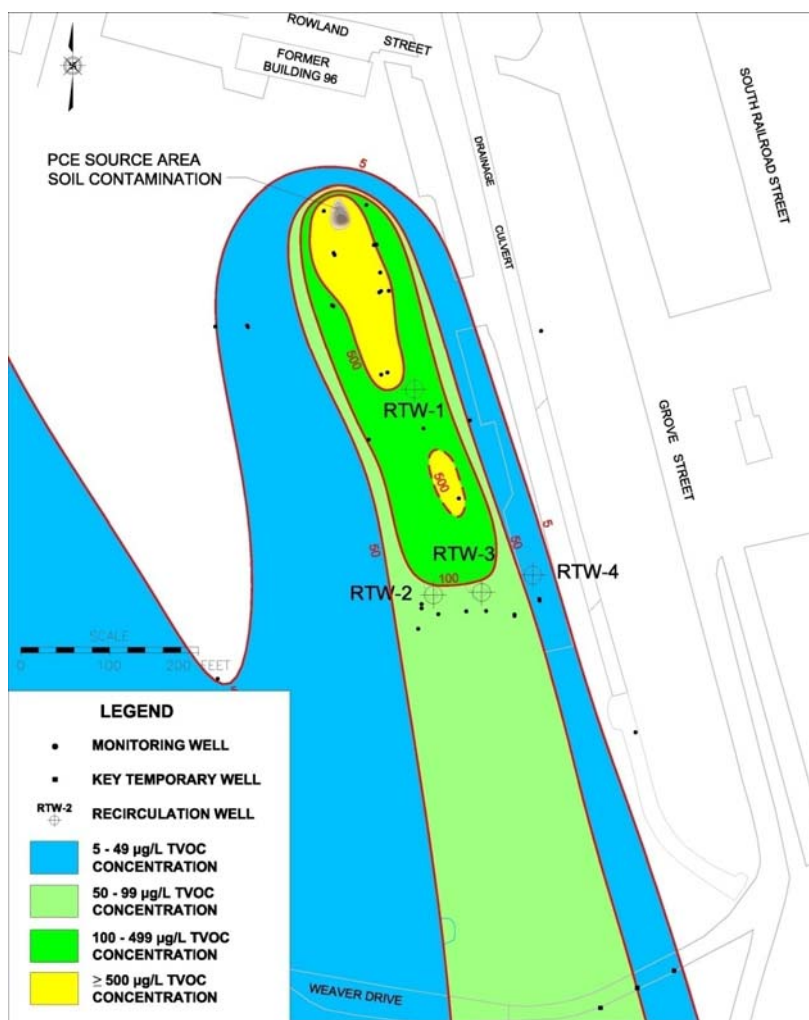 ROWLAND
STREET
FORMER
BUILDING 96
PCE SOURCE AREA
SOIL CONTAMINATION
5
DRAINAGE
CULVERT
SOUTH RAILROAD STREET
500
RTW-1
GROVE STREET
500
50
RTW-3
50
5
100
RTW-2
RTW-4
SCALE
0 100 200 FEET
5
LEGEND
MONITORING WELL
KEY TEMPORARY WELL
RTW-2
RECIRCULATION WELL
5 - 49 µg/L TVOC
CONCENTRATION
50 - 99 µg/L TVOC
CONCENTRATION
100 - 499 µg/L TVOC
CONCENTRATION
≥ 500 µg/L TVOC
CONCENTRATION
WEAVER DRIVE